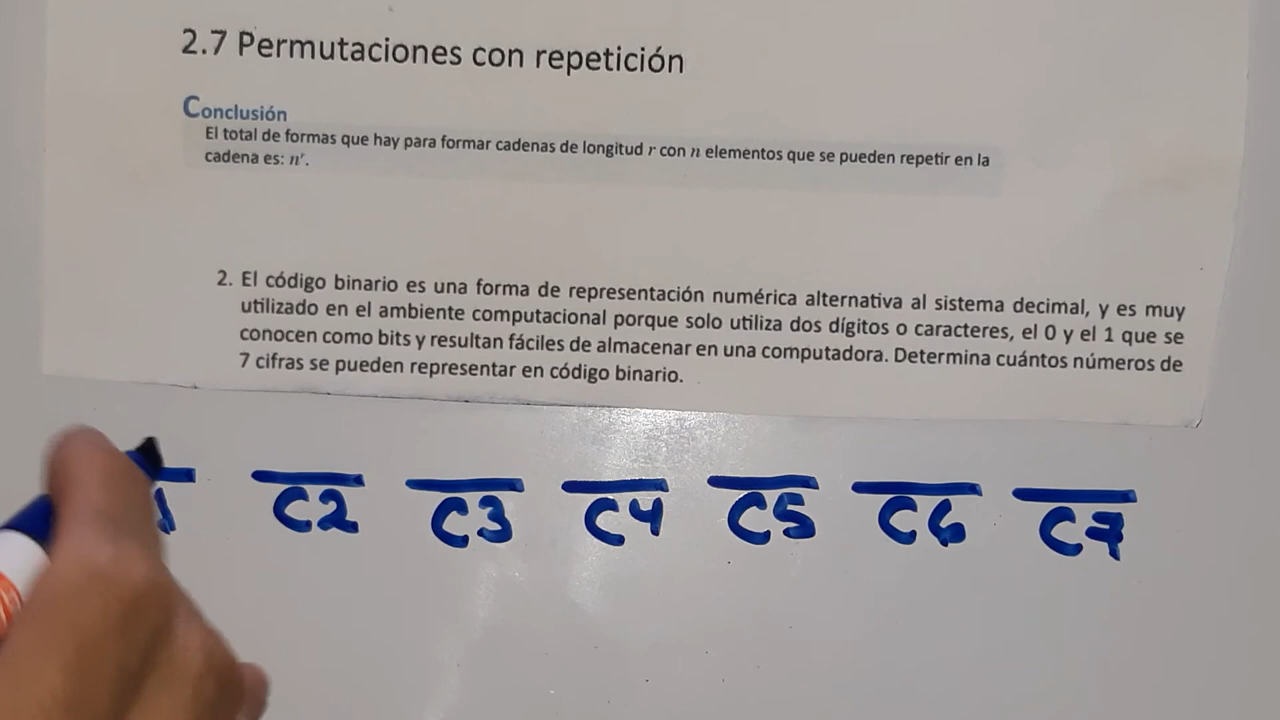 2.7 Permutaciones con repetición
Conclusión
El total de formas que hay para formar cadenas de longitud r con n elementos que se pueden repetir en la
cadena es: nʳ.
2. El código binario es una forma de representación numérica alternativa al sistema decimal, y es muy
utilizado en el ambiente computacional porque solo utiliza dos dígitos o caracteres, el 0 y el 1 que se
conocen como bits y resultan fáciles de almacenar en una computadora. Determina cuántos números de
7 cifras se pueden representar en código binario.
1 C2 C3 C4 C5 C6 C7